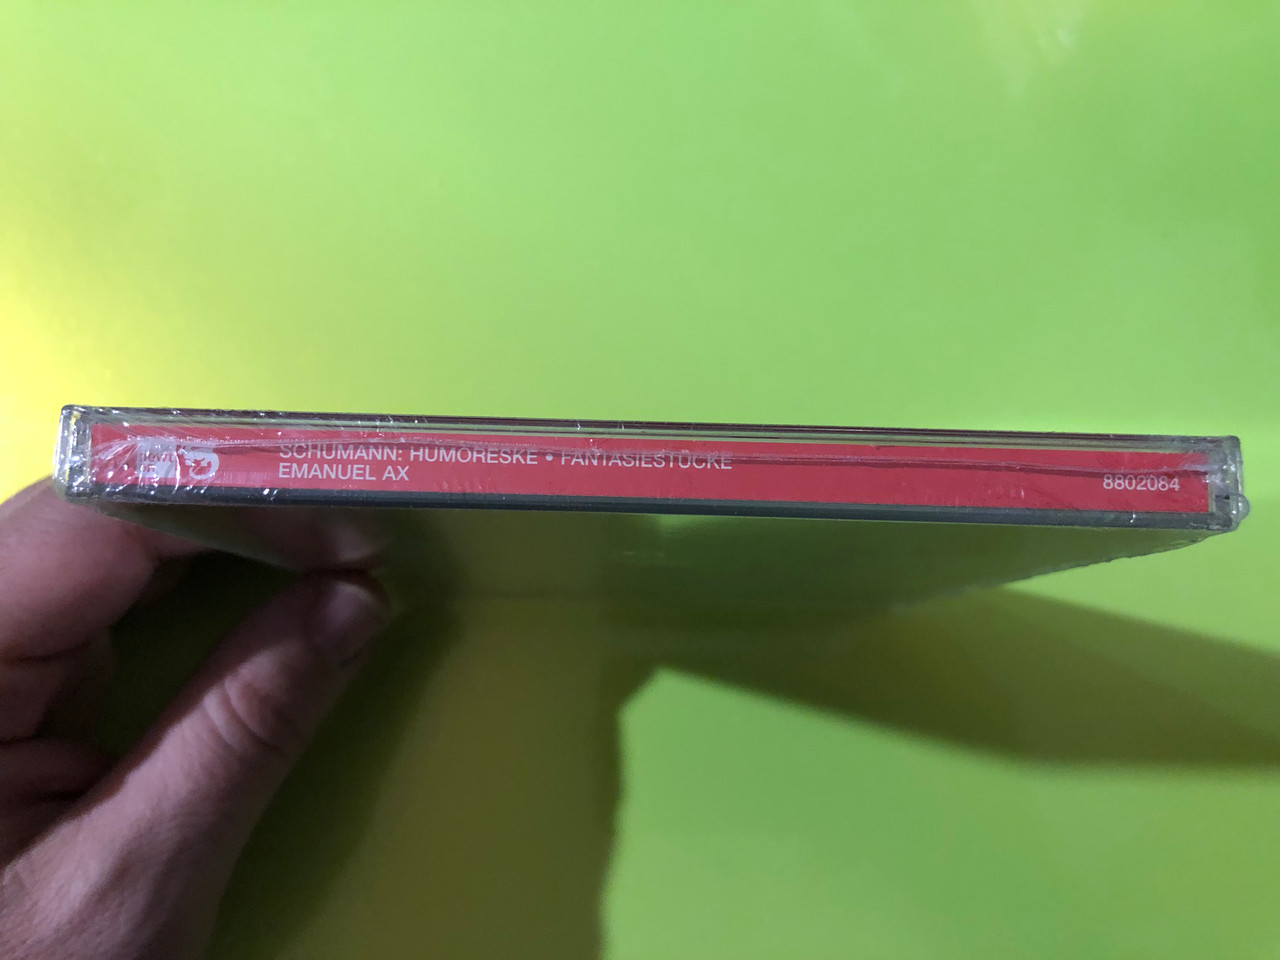 SCHUMANN: HUMORESKE • FANTASIESTÜCKE
EMANUEL AX
8802084